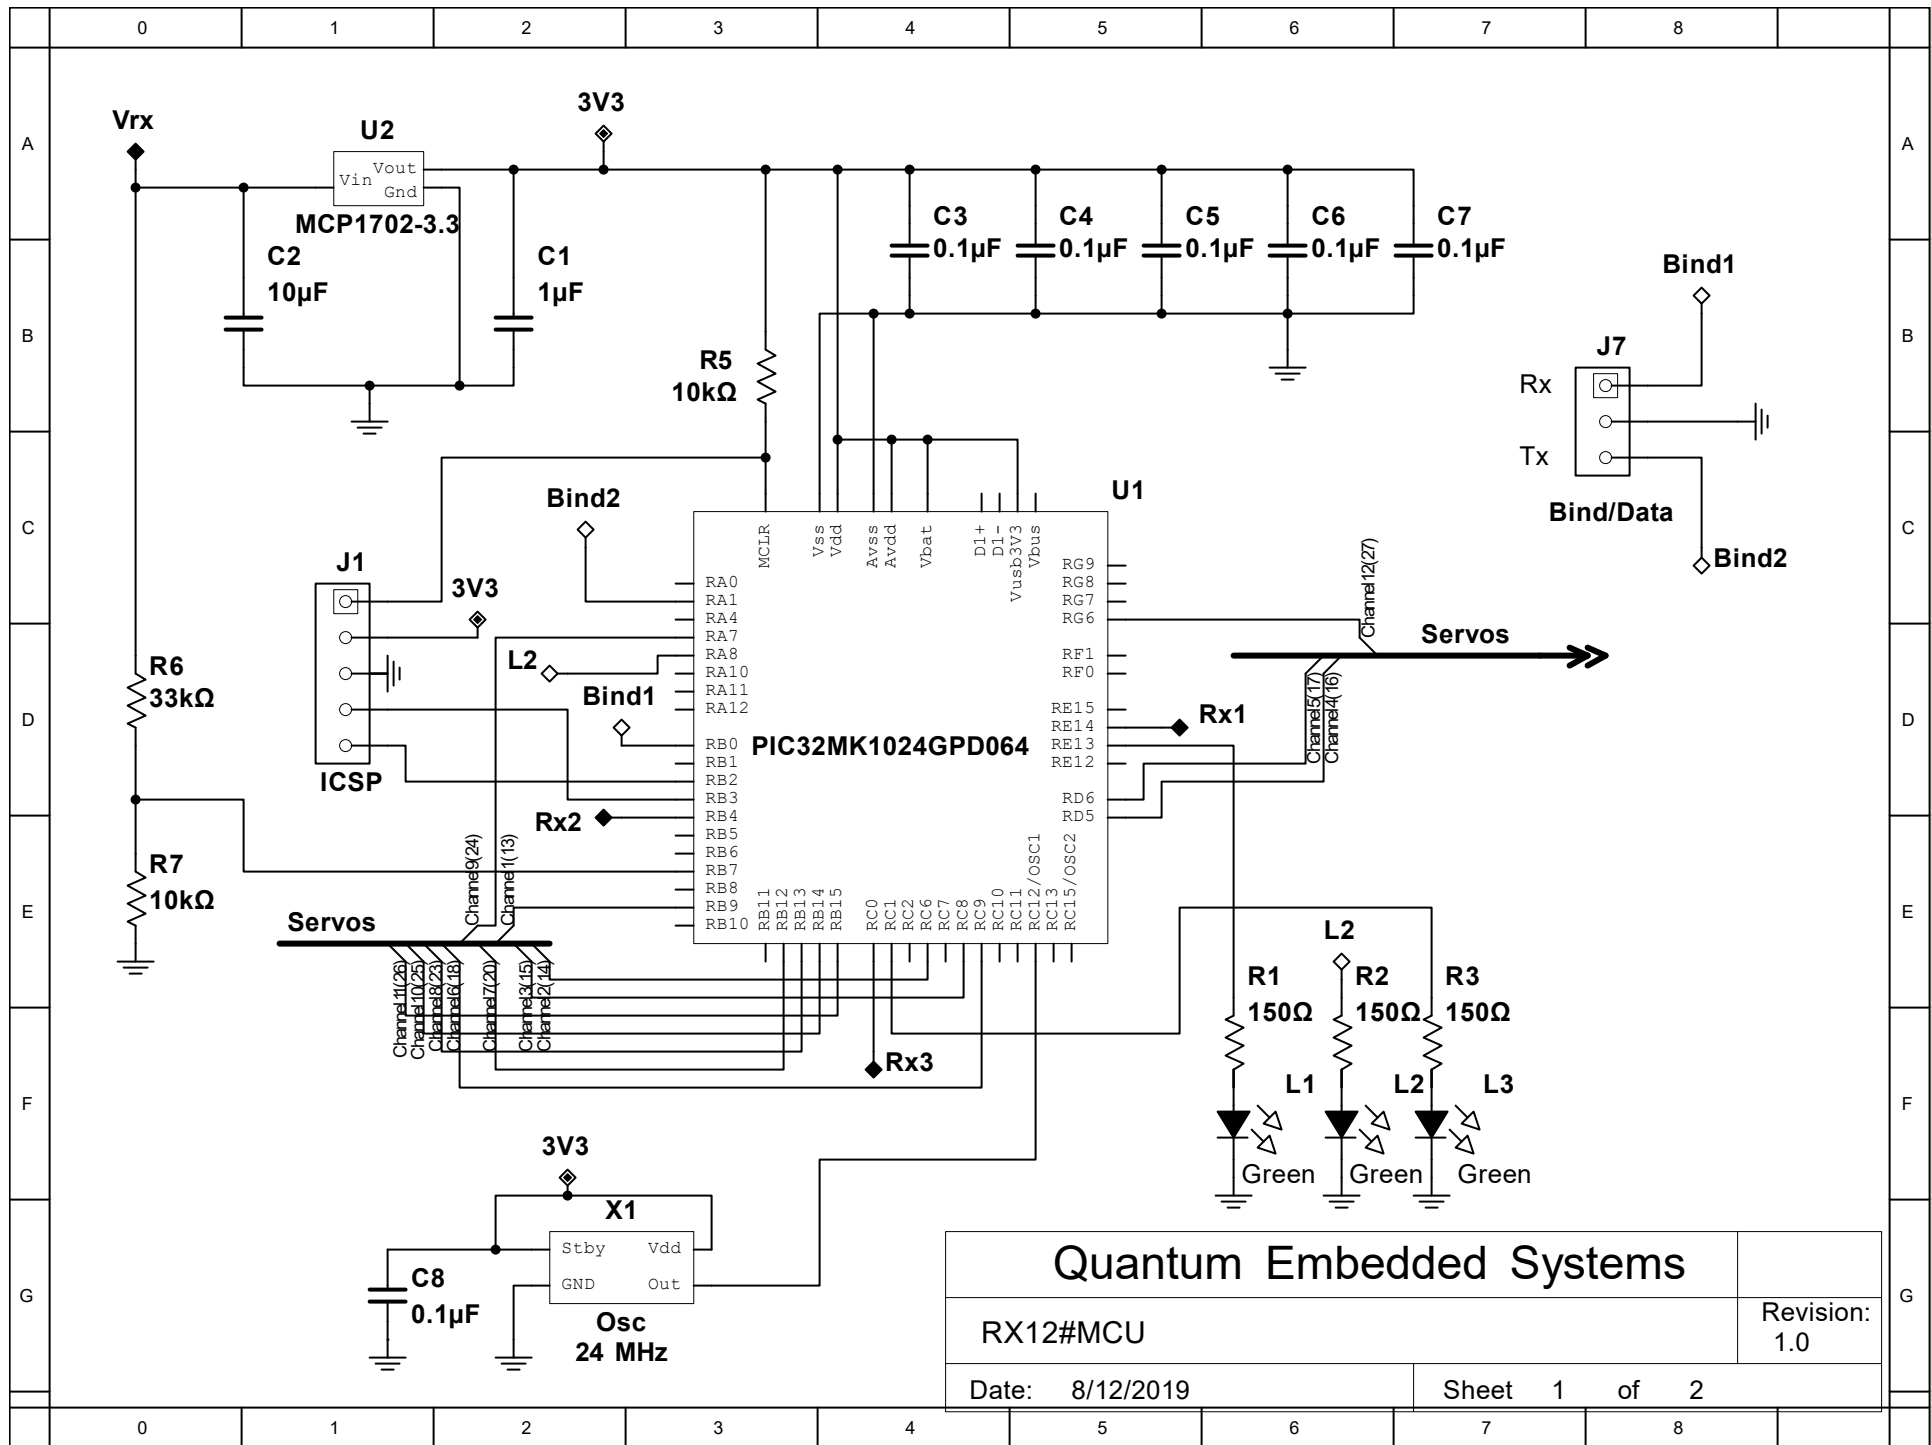 0 1 2 3 4 5 6 7 8
A
B
C
D
E
F
G
Vrx
U2
Vin Vout
Gnd
MCP1702-3.3
3V3
C2
10µF
C1
1µF
C3
0.1µF
C4
0.1µF
C5
0.1µF
C6
0.1µF
C7
0.1µF
R5
10kΩ
Bind1
J7
Rx
Tx
Bind/Data
Bind2
J1
3V3
ICSP
R6
33kΩ
R7
10kΩ
Bind2
L2
Bind1
Rx2
U1
PIC32MK1024GPD064
MCLR
Vss
Vdd
Avss
Avdd
Vbat
D1+
D1-
Vusb3V3
Vbus
RA0
RA1
RA4
RA7
RA8
RA10
RA11
RA12
RB0
RB1
RB2
RB3
RB4
RB5
RB6
RB7
RB8
RB9
RB10
RB11
RB12
RB13
RB14
RB15
RC0
RC1
RC2
RC6
RC7
RC8
RC9
RC10
RC11
RC12/OSC1
RC13
RC15/OSC2
RG9
RG8
RG7
RG6
RF1
RF0
RE15
RE14
RE13
RE12
RD6
RD5
Rx1
Channel12(27)
Servos
Channel5(17)
Channel4(16)
Channel9(24)
Channel1(13)
Servos
Channel11(26)
Channel10(25)
Channel8(23)
Channel6(18)
Channel7(20)
Channel3(15)
Channel2(14)
Rx3
L2
R1
150Ω
R2
150Ω
R3
150Ω
L1
L2
L3
Green
Green
Green
3V3
X1
Stby Vdd
GND Out
Osc
24 MHz
C8
0.1µF
Quantum Embedded Systems
RX12#MCU
Revision:
1.0
Date: 8/12/2019
Sheet 1 of 2
A
B
C
D
E
F
G
0 1 2 3 4 5 6 7 8